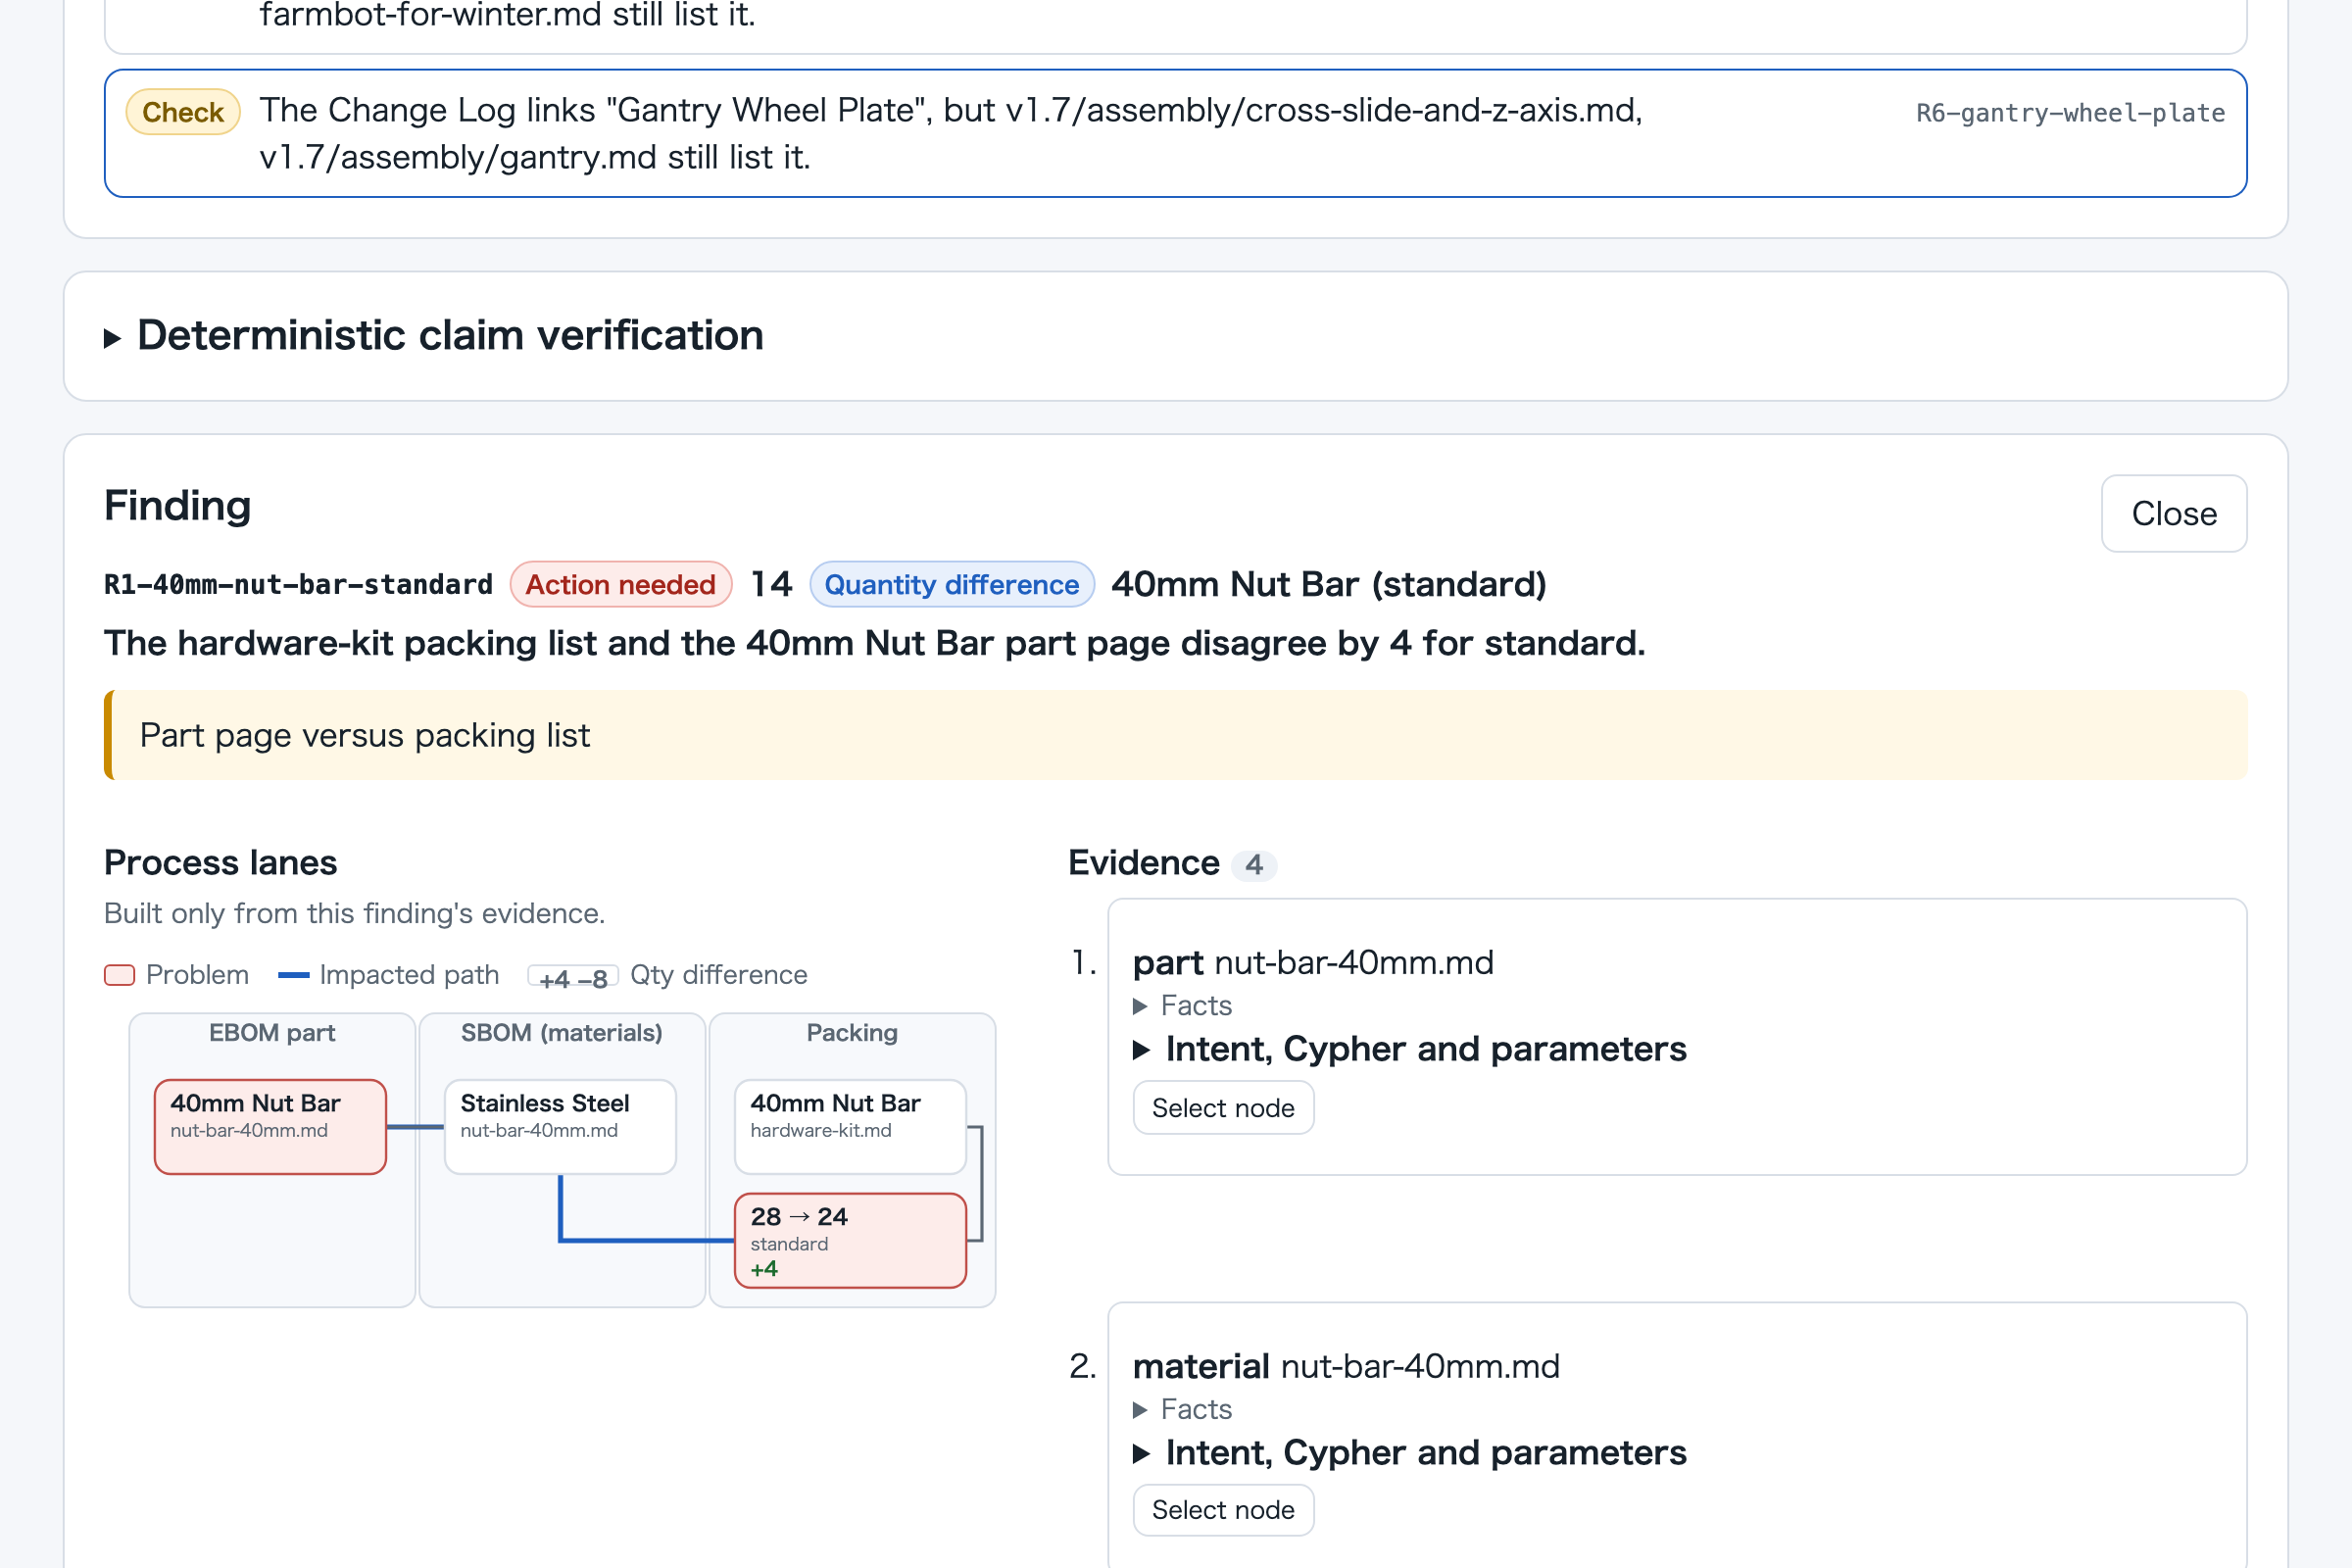 farmbot-for-winter.md still list it.
Check
The Change Log links "Gantry Wheel Plate", but v1.7/assembly/cross-slide-and-z-axis.md,
v1.7/assembly/gantry.md still list it.
R6-gantry-wheel-plate
▶ Deterministic claim verification
Finding
Close
R1-40mm-nut-bar-standard Action needed 14 Quantity difference 40mm Nut Bar (standard)
The hardware-kit packing list and the 40mm Nut Bar part page disagree by 4 for standard.
Part page versus packing list
Process lanes
Built only from this finding's evidence.
Problem Impacted path +4 −8 Qty difference
EBOM part SBOM (materials) Packing
40mm Nut Bar
nut-bar-40mm.md
Stainless Steel
nut-bar-40mm.md
40mm Nut Bar
hardware-kit.md
28 → 24
standard
+4
Evidence 4
1. part nut-bar-40mm.md
▶ Facts
▶ Intent, Cypher and parameters
Select node
2. material nut-bar-40mm.md
▶ Facts
▶ Intent, Cypher and parameters
Select node